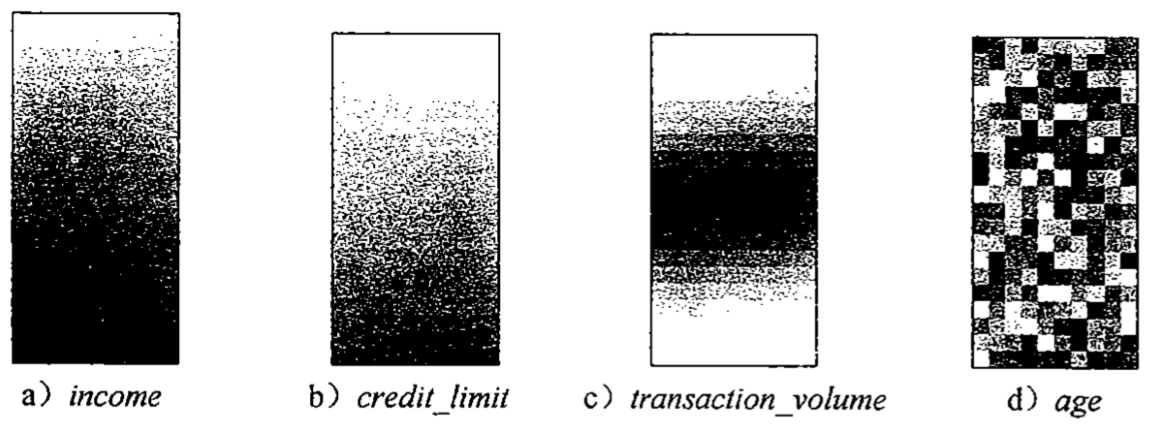 a) income
b) credit_limit
c) transaction_volume
d) age